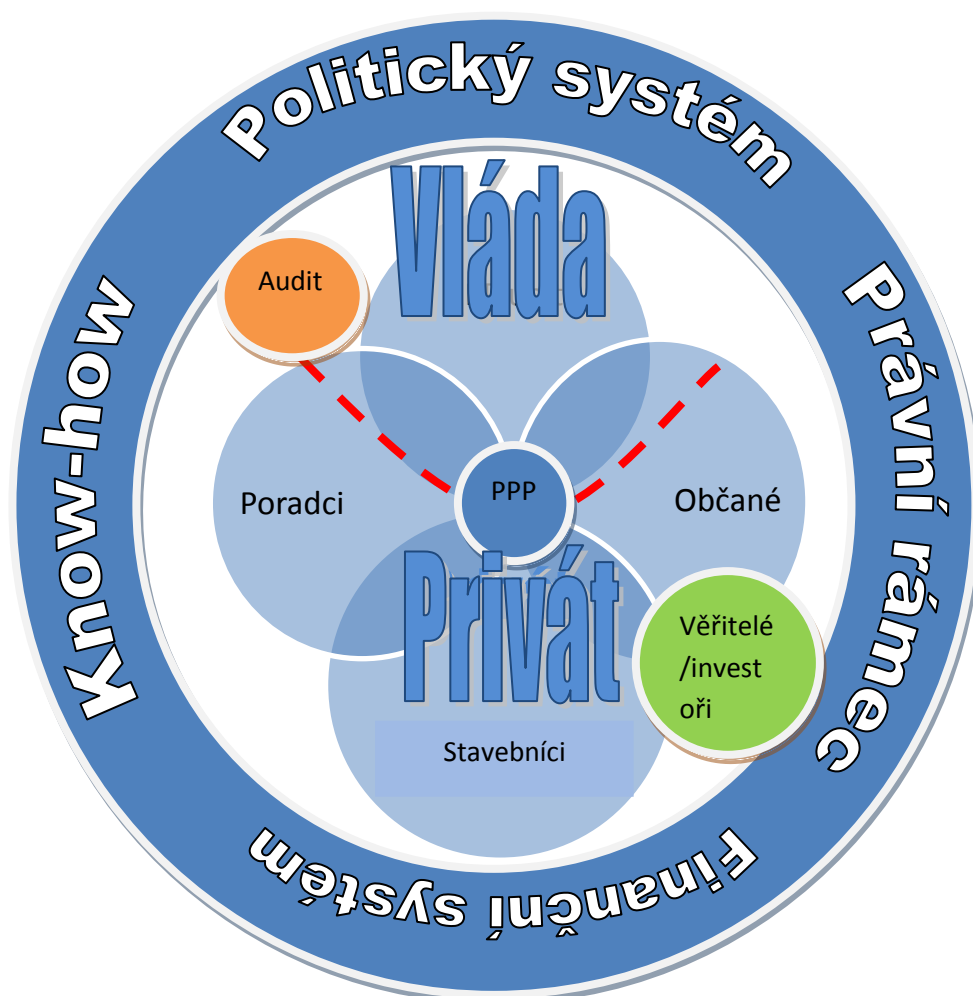 Politický systém
Vláda
Audit
Know-how
Právní rámec
Poradci
PPP
Občané
Privát
Věřitelé
/invest
oři
Stavebníci
Finanční systém